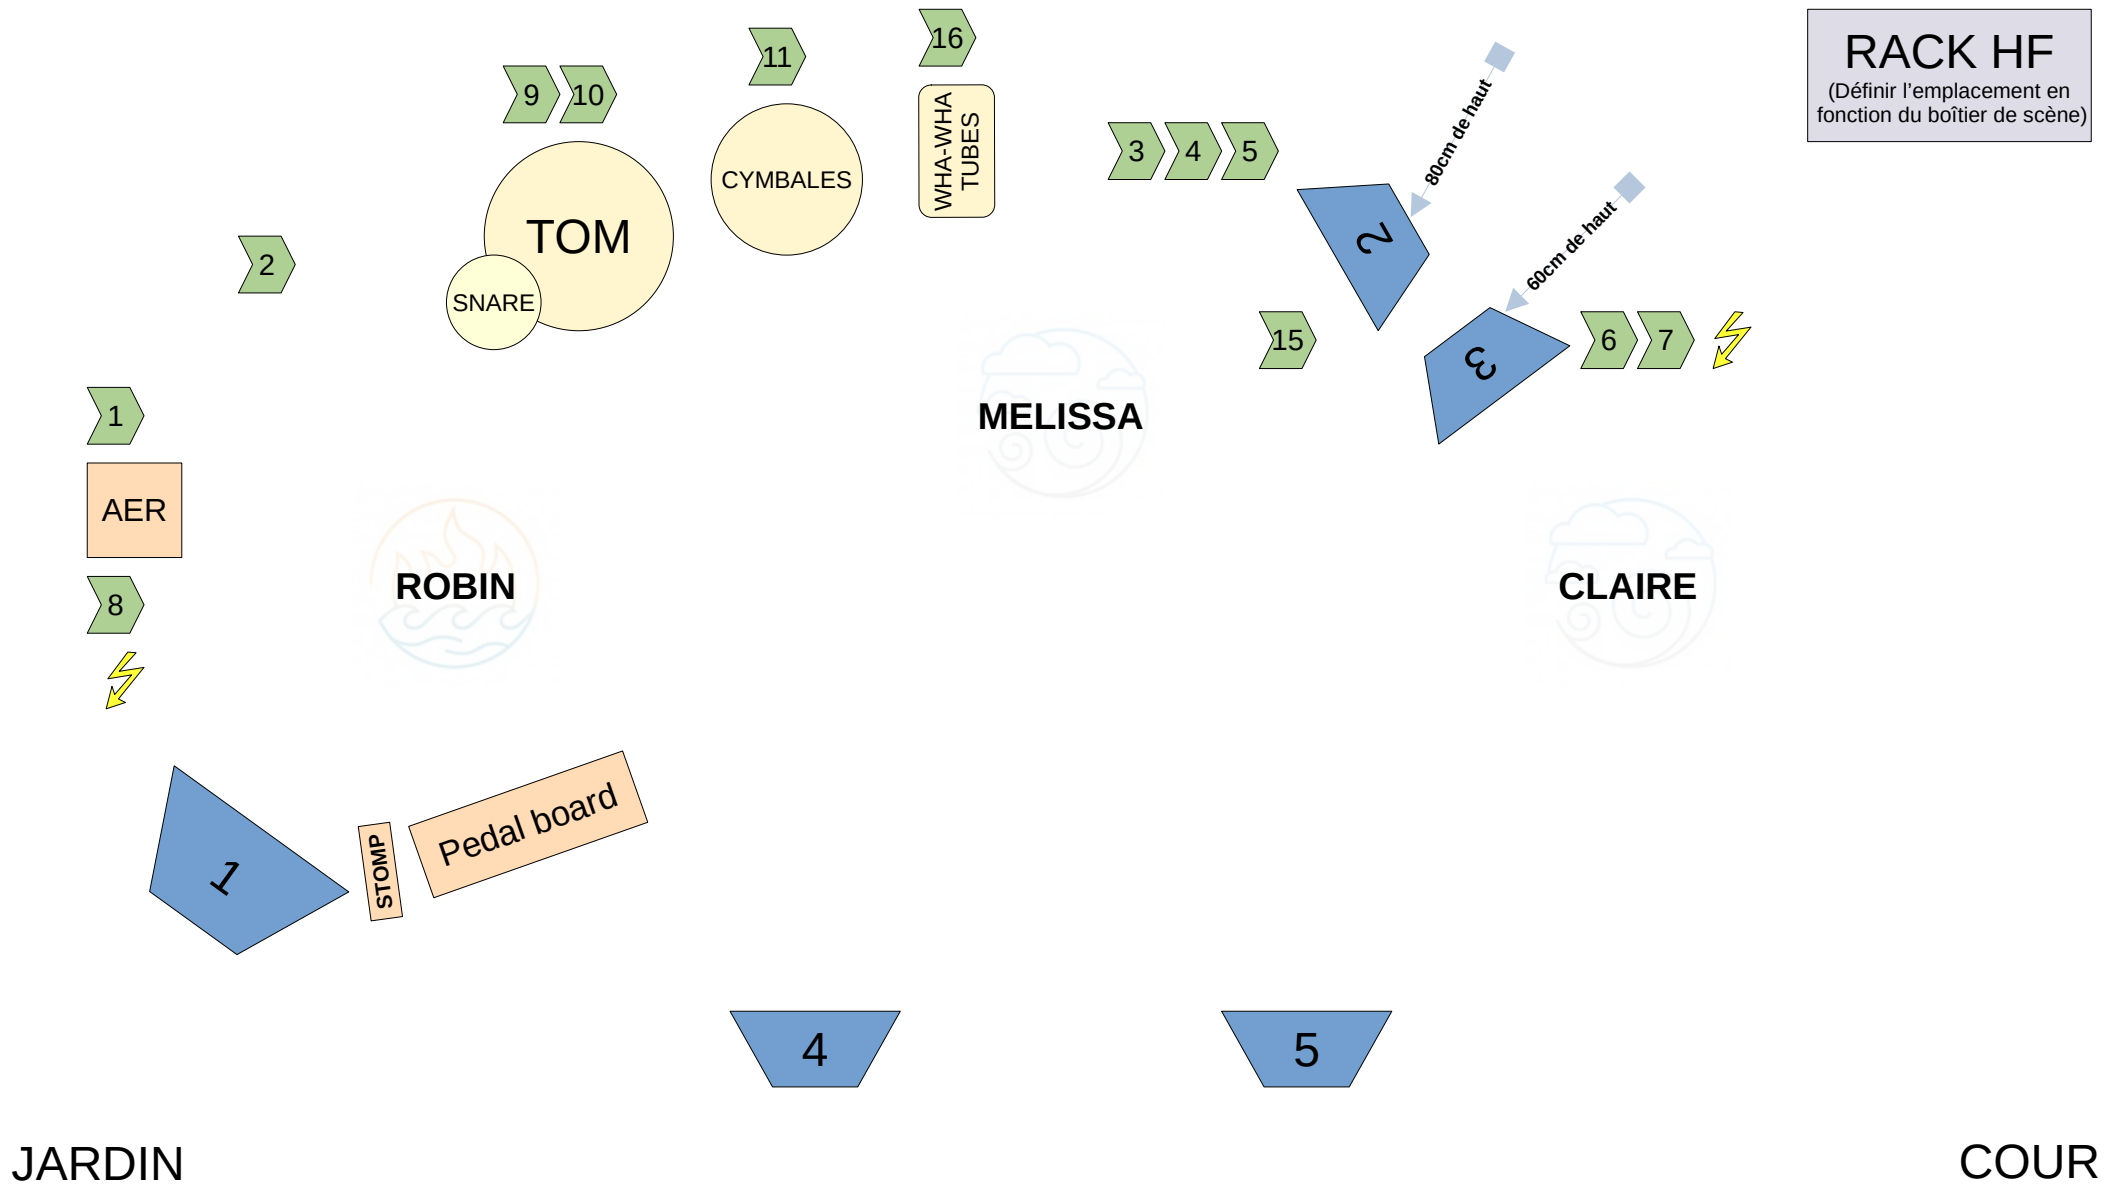 16
11
RACK HF
(Définir l'emplacement en
fonction du boîtier de scène)
9
10
80cm de haut
3
4
5
WHA-WHA
TUBES
CYMBALES
TOM
60cm de haut
2
2
SNARE
15
3
6
7
1
MELISSA
AER
ROBIN
CLAIRE
8
Pedal board
STOMP
1
4
5
JARDIN
COUR